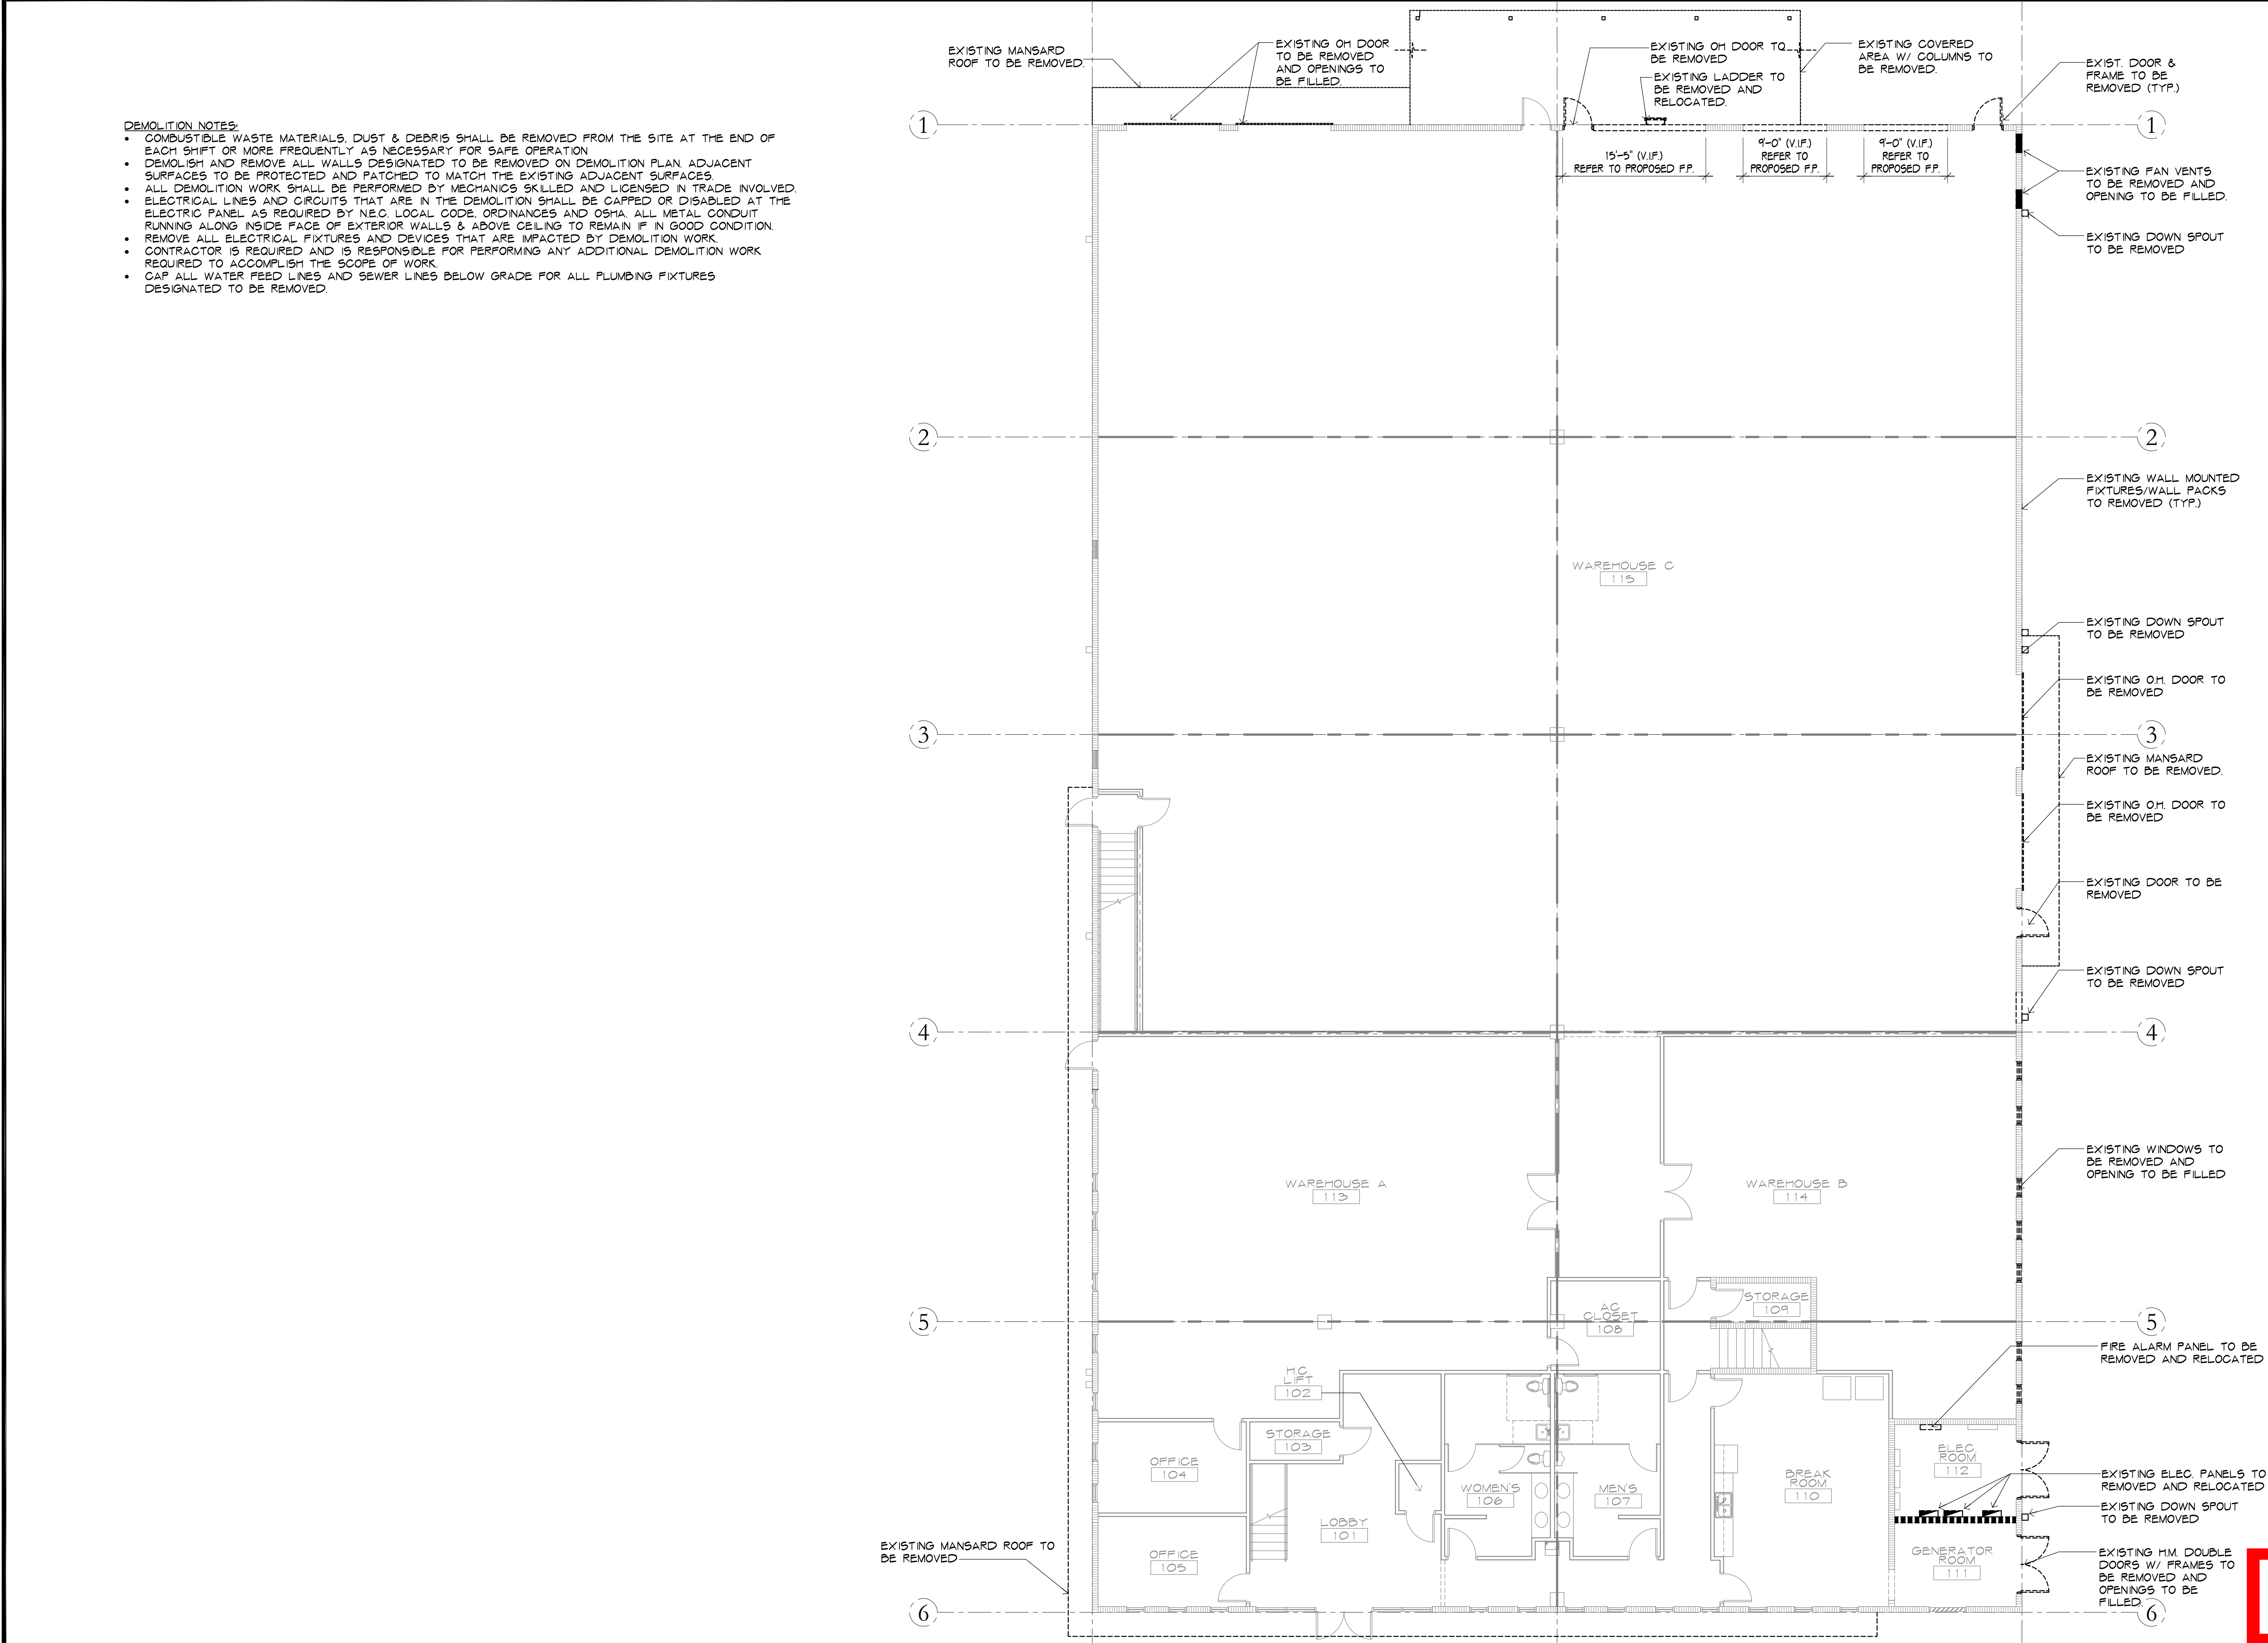 EXISTING MANSARD
ROOF TO BE REMOVED.
EXISTING OH DOOR
TO BE REMOVED
AND OPENINGS TO
BE FILLED.
EXISTING OH DOOR TO
BE REMOVED
EXISTING LADDER TO
BE REMOVED AND
RELOCATED.
EXISTING COVERED
AREA W/ COLUMNS TO
BE REMOVED.
EXIST. DOOR &
FRAME TO BE
REMOVED (TYP.)
DEMOLITION NOTES:
• COMBUSTIBLE WASTE MATERIALS, DUST & DEBRIS SHALL BE REMOVED FROM THE SITE AT THE END OF
EACH SHIFT OR MORE FREQUENTLY AS NECESSARY FOR SAFE OPERATION
• DEMOLISH AND REMOVE ALL WALLS DESIGNATED TO BE REMOVED ON DEMOLITION PLAN. ADJACENT
SURFACES TO BE PROTECTED AND PATCHED TO MATCH THE EXISTING ADJACENT SURFACES.
• ALL DEMOLITION WORK SHALL BE PERFORMED BY MECHANICS SKILLED AND LICENSED IN TRADE INVOLVED.
• ELECTRICAL LINES AND CIRCUITS THAT ARE IN THE DEMOLITION SHALL BE CAPPED OR DISABLED AT THE
ELECTRIC PANEL AS REQUIRED BY N.E.C. LOCAL CODE, ORDINANCES AND OSHA. ALL METAL CONDUIT
RUNNING ALONG INSIDE FACE OF EXTERIOR WALLS & ABOVE CEILING TO REMAIN IF IN GOOD CONDITION.
• REMOVE ALL ELECTRICAL FIXTURES AND DEVICES THAT ARE IMPACTED BY DEMOLITION WORK.
• CONTRACTOR IS REQUIRED AND IS RESPONSIBLE FOR PERFORMING ANY ADDITIONAL DEMOLITION WORK
REQUIRED TO ACCOMPLISH THE SCOPE OF WORK.
• CAP ALL WATER FEED LINES AND SEWER LINES BELOW GRADE FOR ALL PLUMBING FIXTURES
DESIGNATED TO BE REMOVED.
1
1
15'-5" (V.I.F.)
REFER TO PROPOSED F.P.
9'-0" (V.I.F.)
REFER TO
PROPOSED F.P.
9'-0" (V.I.F.)
REFER TO
PROPOSED F.P.
EXISTING FAN VENTS
TO BE REMOVED AND
OPENING TO BE FILLED.
EXISTING DOWN SPOUT
TO BE REMOVED
2
2
EXISTING WALL MOUNTED
FIXTURES/WALL PACKS
TO REMOVED (TYP.)
WAREHOUSE C
115
EXISTING DOWN SPOUT
TO BE REMOVED
EXISTING O.H. DOOR TO
BE REMOVED
3
3
EXISTING MANSARD
ROOF TO BE REMOVED.
EXISTING O.H. DOOR TO
BE REMOVED
EXISTING DOOR TO BE
REMOVED
EXISTING DOWN SPOUT
TO BE REMOVED
4
4
EXISTING WINDOWS TO
BE REMOVED AND
OPENING TO BE FILLED
WAREHOUSE A
113
WAREHOUSE B
114
STORAGE
109
AC
CLOSET
108
5
5
FIRE ALARM PANEL TO BE
REMOVED AND RELOCATED
H.C.
LIFT
102
STORAGE
103
OFFICE
104
ELEC.
ROOM
112
BREAK
ROOM
110
WOMEN'S
106
MEN'S
107
EXISTING ELEC. PANELS TO
REMOVED AND RELOCATED
EXISTING DOWN SPOUT
TO BE REMOVED
LOBBY
101
EXISTING MANSARD ROOF TO
BE REMOVED
OFFICE
105
GENERATOR
ROOM
111
EXISTING H.M. DOUBLE
DOORS W/ FRAMES TO
BE REMOVED AND
OPENINGS TO BE
FILLED.
6
6